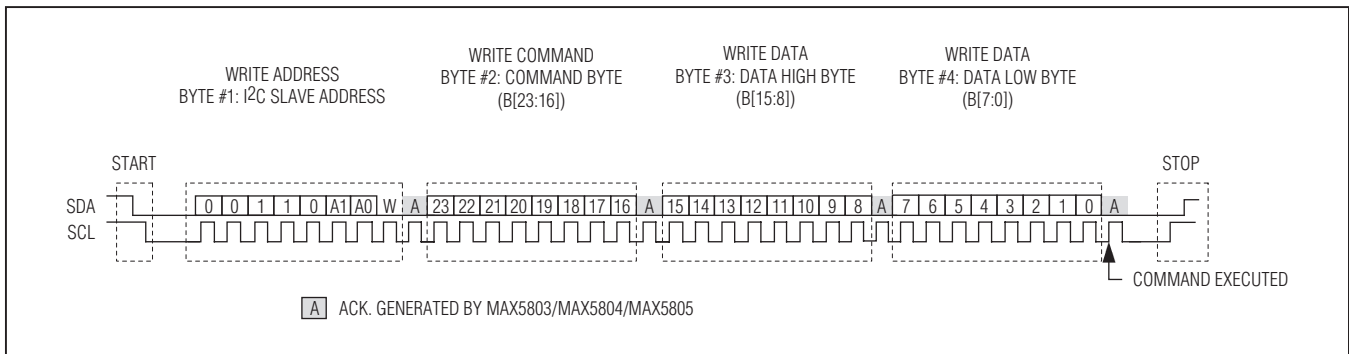 WRITE ADDRESS
BYTE #1: I2C SLAVE ADDRESS
WRITE COMMAND
BYTE #2: COMMAND BYTE
(B[23:16])
WRITE DATA
BYTE #3: DATA HIGH BYTE
(B[15:8])
WRITE DATA
BYTE #4: DATA LOW BYTE
(B[7:0])
START
STOP
SDA 0 0 1 1 0 A1 A0 W A 23 22 21 20 19 18 17 16 A 15 14 13 12 11 10 9 8 A 7 6 5 4 3 2 1 0 A
SCL
COMMAND EXECUTED
A ACK. GENERATED BY MAX5803/MAX5804/MAX5805